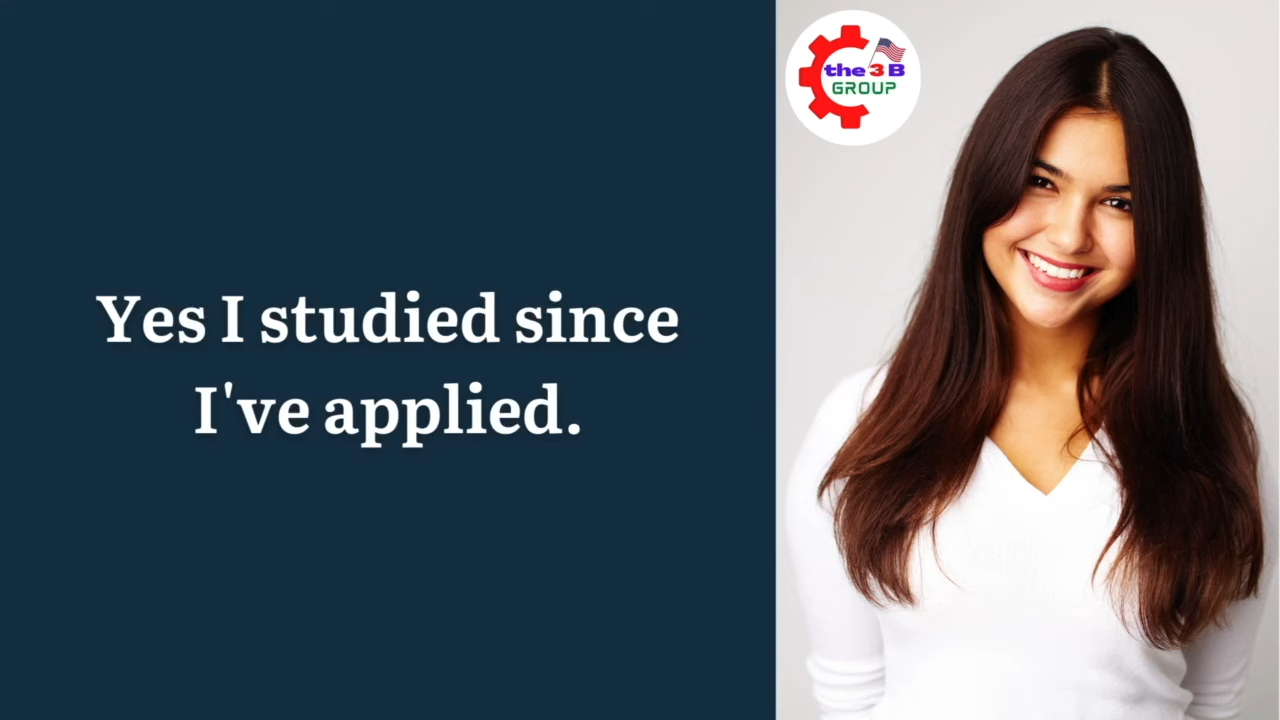 Yes I studied since
I've applied.
the 3 B
GROUP